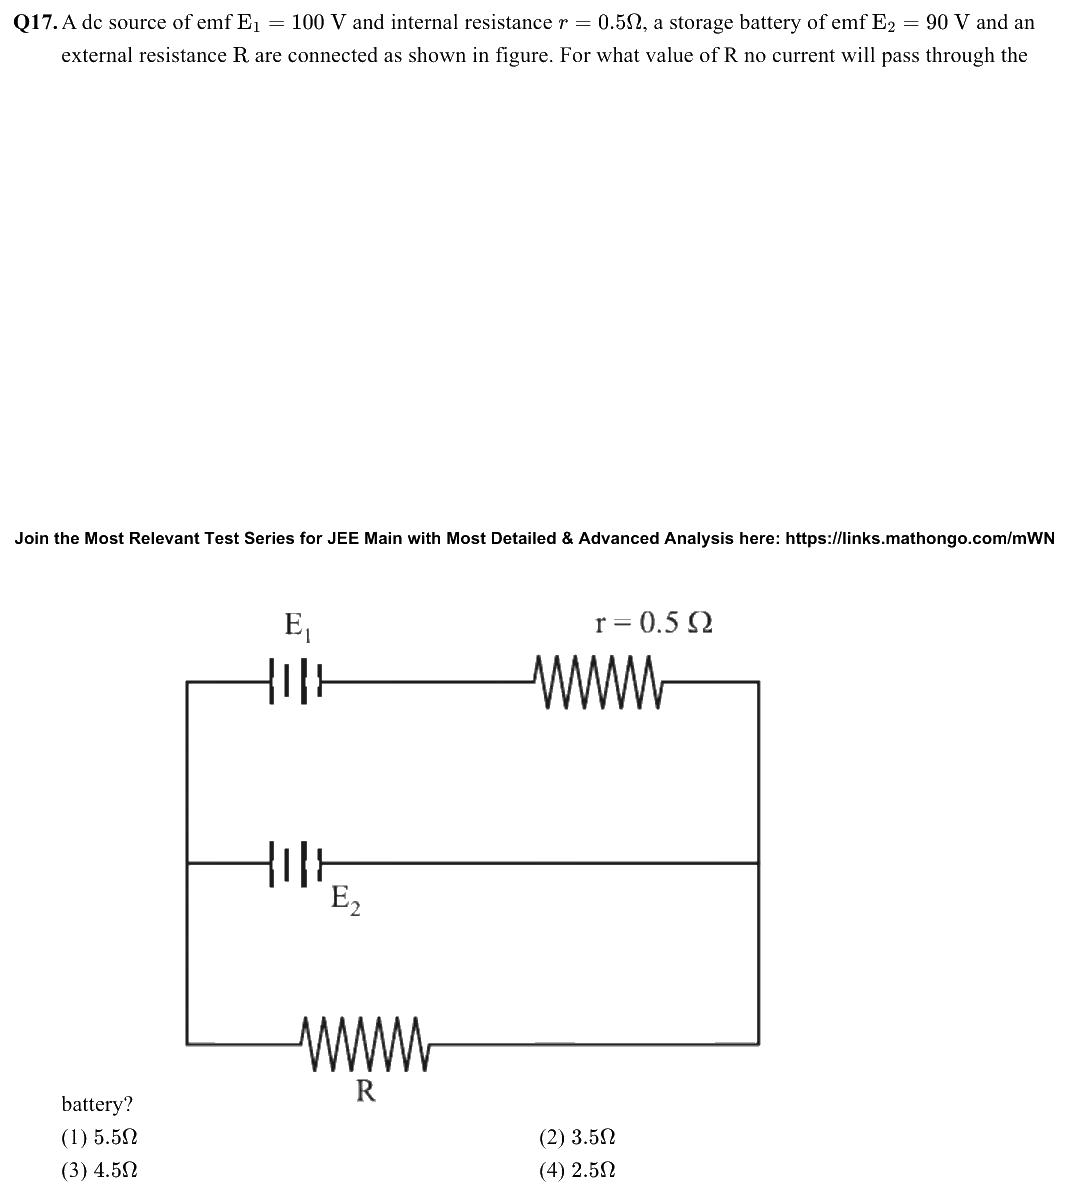 Q17. A dc source of emf E₁ = 100 V and internal resistance r = 0.5Ω, a storage battery of emf E₂ = 90 V and an
external resistance R are connected as shown in figure. For what value of R no current will pass through the
Join the Most Relevant Test Series for JEE Main with Most Detailed & Advanced Analysis here: https://links.mathongo.com/mWN
E₁
r = 0.5 Ω
E₂
R
battery?
(1) 5.5Ω
(2) 3.5Ω
(3) 4.5Ω
(4) 2.5Ω